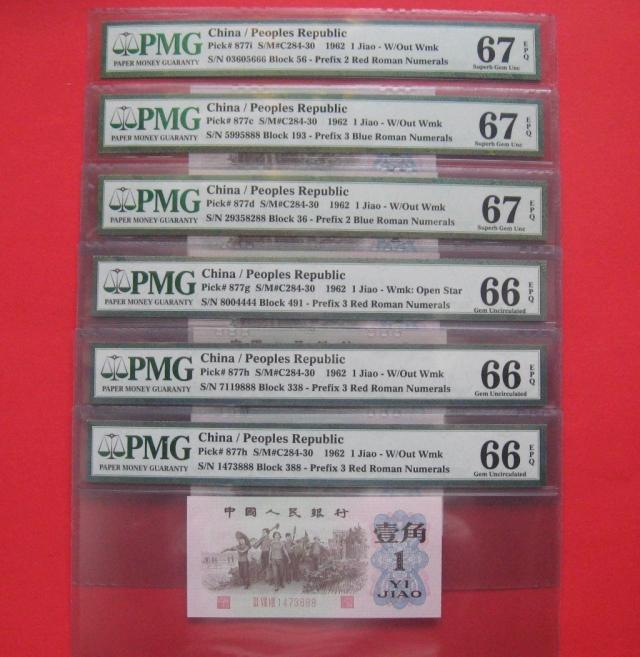 PMG
PAPER MONEY GUARANTY
China / Peoples Republic
Pick# 877i S/M#C284-30 1962 1 Jiao - W/Out Wmk
S/N 03605666 Block 56 - Prefix 2 Red Roman Numerals
67 EPQ
Superb Gem Unc
PMG
PAPER MONEY GUARANTY
China / Peoples Republic
Pick# 877c S/M#C284-30 1962 1 Jiao - W/Out Wmk
S/N 5995888 Block 193 - Prefix 3 Blue Roman Numerals
67 EPQ
Superb Gem Unc
PMG
PAPER MONEY GUARANTY
China / Peoples Republic
Pick# 877d S/M#C284-30 1962 1 Jiao - W/Out Wmk
S/N 29358288 Block 36 - Prefix 2 Blue Roman Numerals
67 EPQ
Superb Gem Unc
PMG
PAPER MONEY GUARANTY
China / Peoples Republic
Pick# 877g S/M#C284-30 1962 1 Jiao - Wmk: Open Star
S/N 8004444 Block 491 - Prefix 3 Red Roman Numerals
66 EPQ
Gem Uncirculated
PMG
PAPER MONEY GUARANTY
China / Peoples Republic
Pick# 877h S/M#C284-30 1962 1 Jiao - W/Out Wmk
S/N 7119888 Block 338 - Prefix 3 Red Roman Numerals
66 EPQ
Gem Uncirculated
PMG
PAPER MONEY GUARANTY
China / Peoples Republic
Pick# 877h S/M#C284-30 1962 1 Jiao - W/Out Wmk
S/N 1473888 Block 388 - Prefix 3 Red Roman Numerals
66 EPQ
Gem Uncirculated
中國人民銀行
壹角
1
YI
JIAO
III VIII VIII 1473888